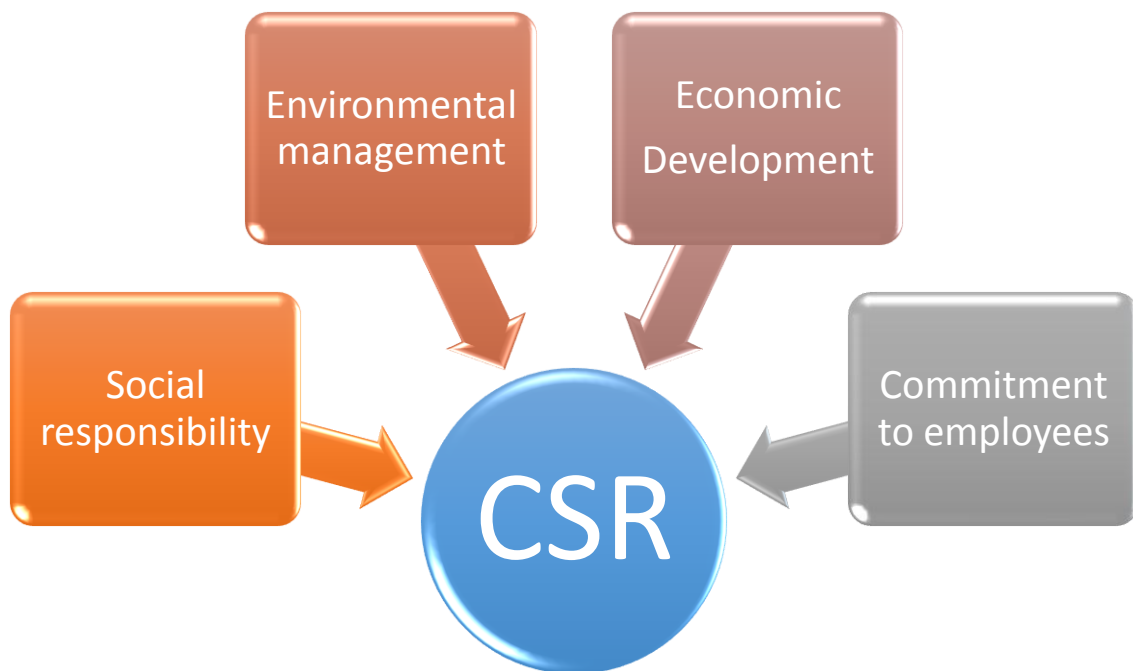 Social
responsibility
Environmental
management
Economic
Development
Commitment
to employees
CSR